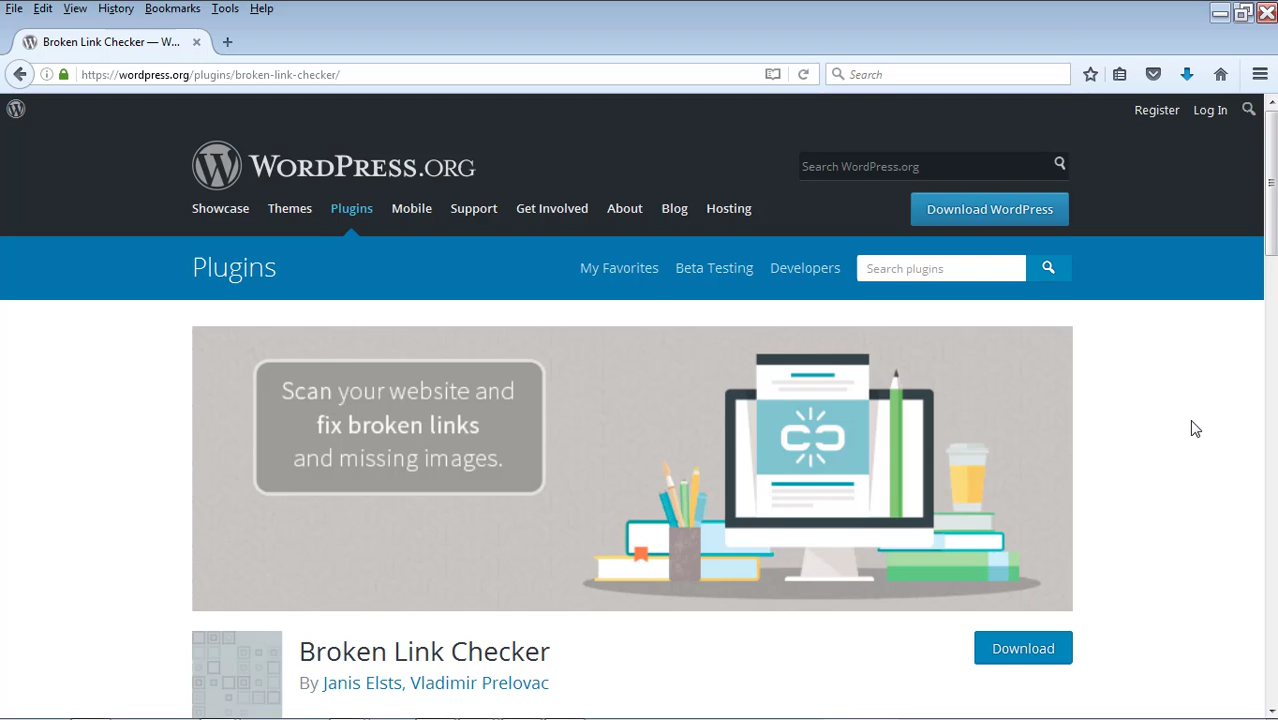 File Edit View History Bookmarks Tools Help
Broken Link Checker — W...
https://wordpress.org/plugins/broken-link-checker/
Search
Register Log In
WORDPRESS.ORG
Search WordPress.org
Showcase Themes Plugins Mobile Support Get Involved About Blog Hosting
Download WordPress
Plugins
My Favorites Beta Testing Developers
Search plugins
Scan your website and
fix broken links
and missing images.
Broken Link Checker
Download
By Janis Elsts, Vladimir Prelovac